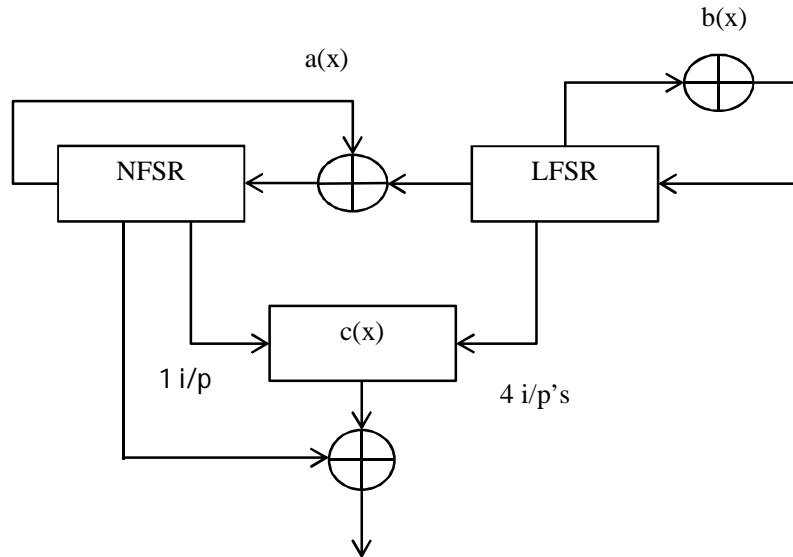 b(x)
a(x)
NFSR
LFSR
c(x)
1 i/p
4 i/p's